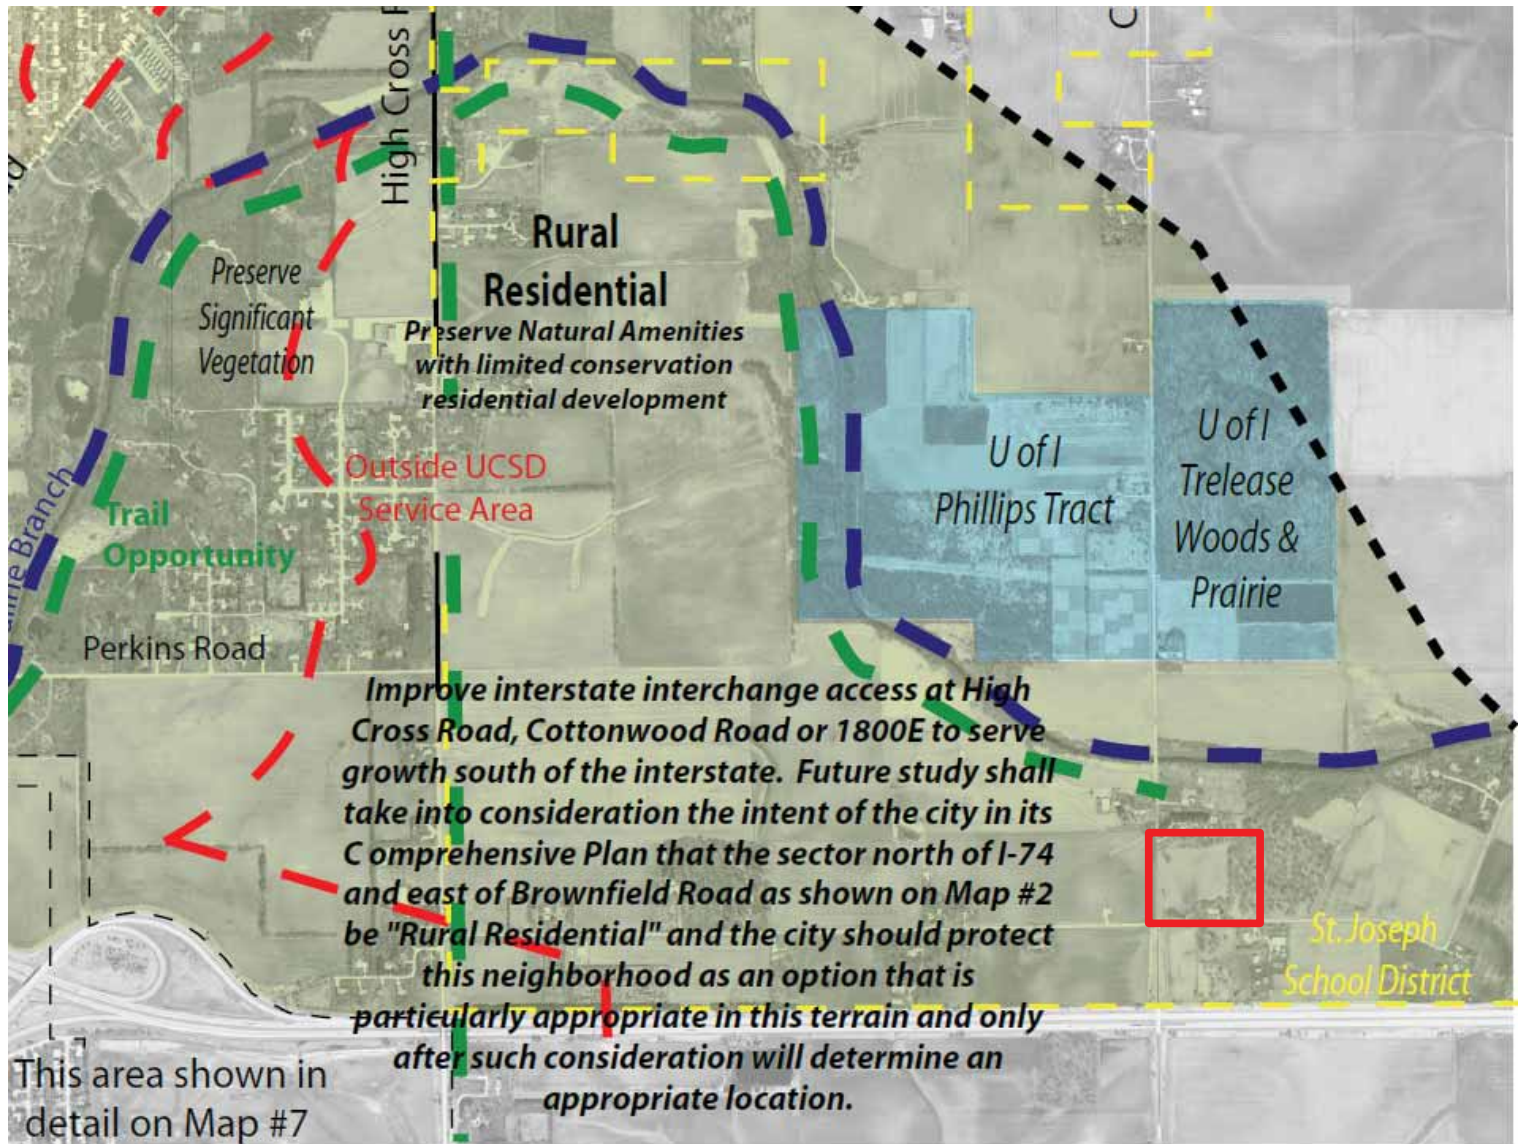 High Cross
C
Rural
Residential
Preserve Natural Amenities
with limited conservation
residential development
Preserve
Significant
Vegetation
U of I
Phillips Tract
U of I
Trelease
Woods &
Prairie
Outside UCSD
Service Area
Trail
Opportunity
Branch
Perkins Road
Improve interstate interchange access at High
Cross Road, Cottonwood Road or 1800E to serve
growth south of the interstate. Future study shall
take into consideration the intent of the city in its
C omprehensive Plan that the sector north of I-74
and east of Brownfield Road as shown on Map #2
be "Rural Residential" and the city should protect
this neighborhood as an option that is
particularly appropriate in this terrain and only
after such consideration will determine an
appropriate location.
St. Joseph
School District
This area shown in
detail on Map #7